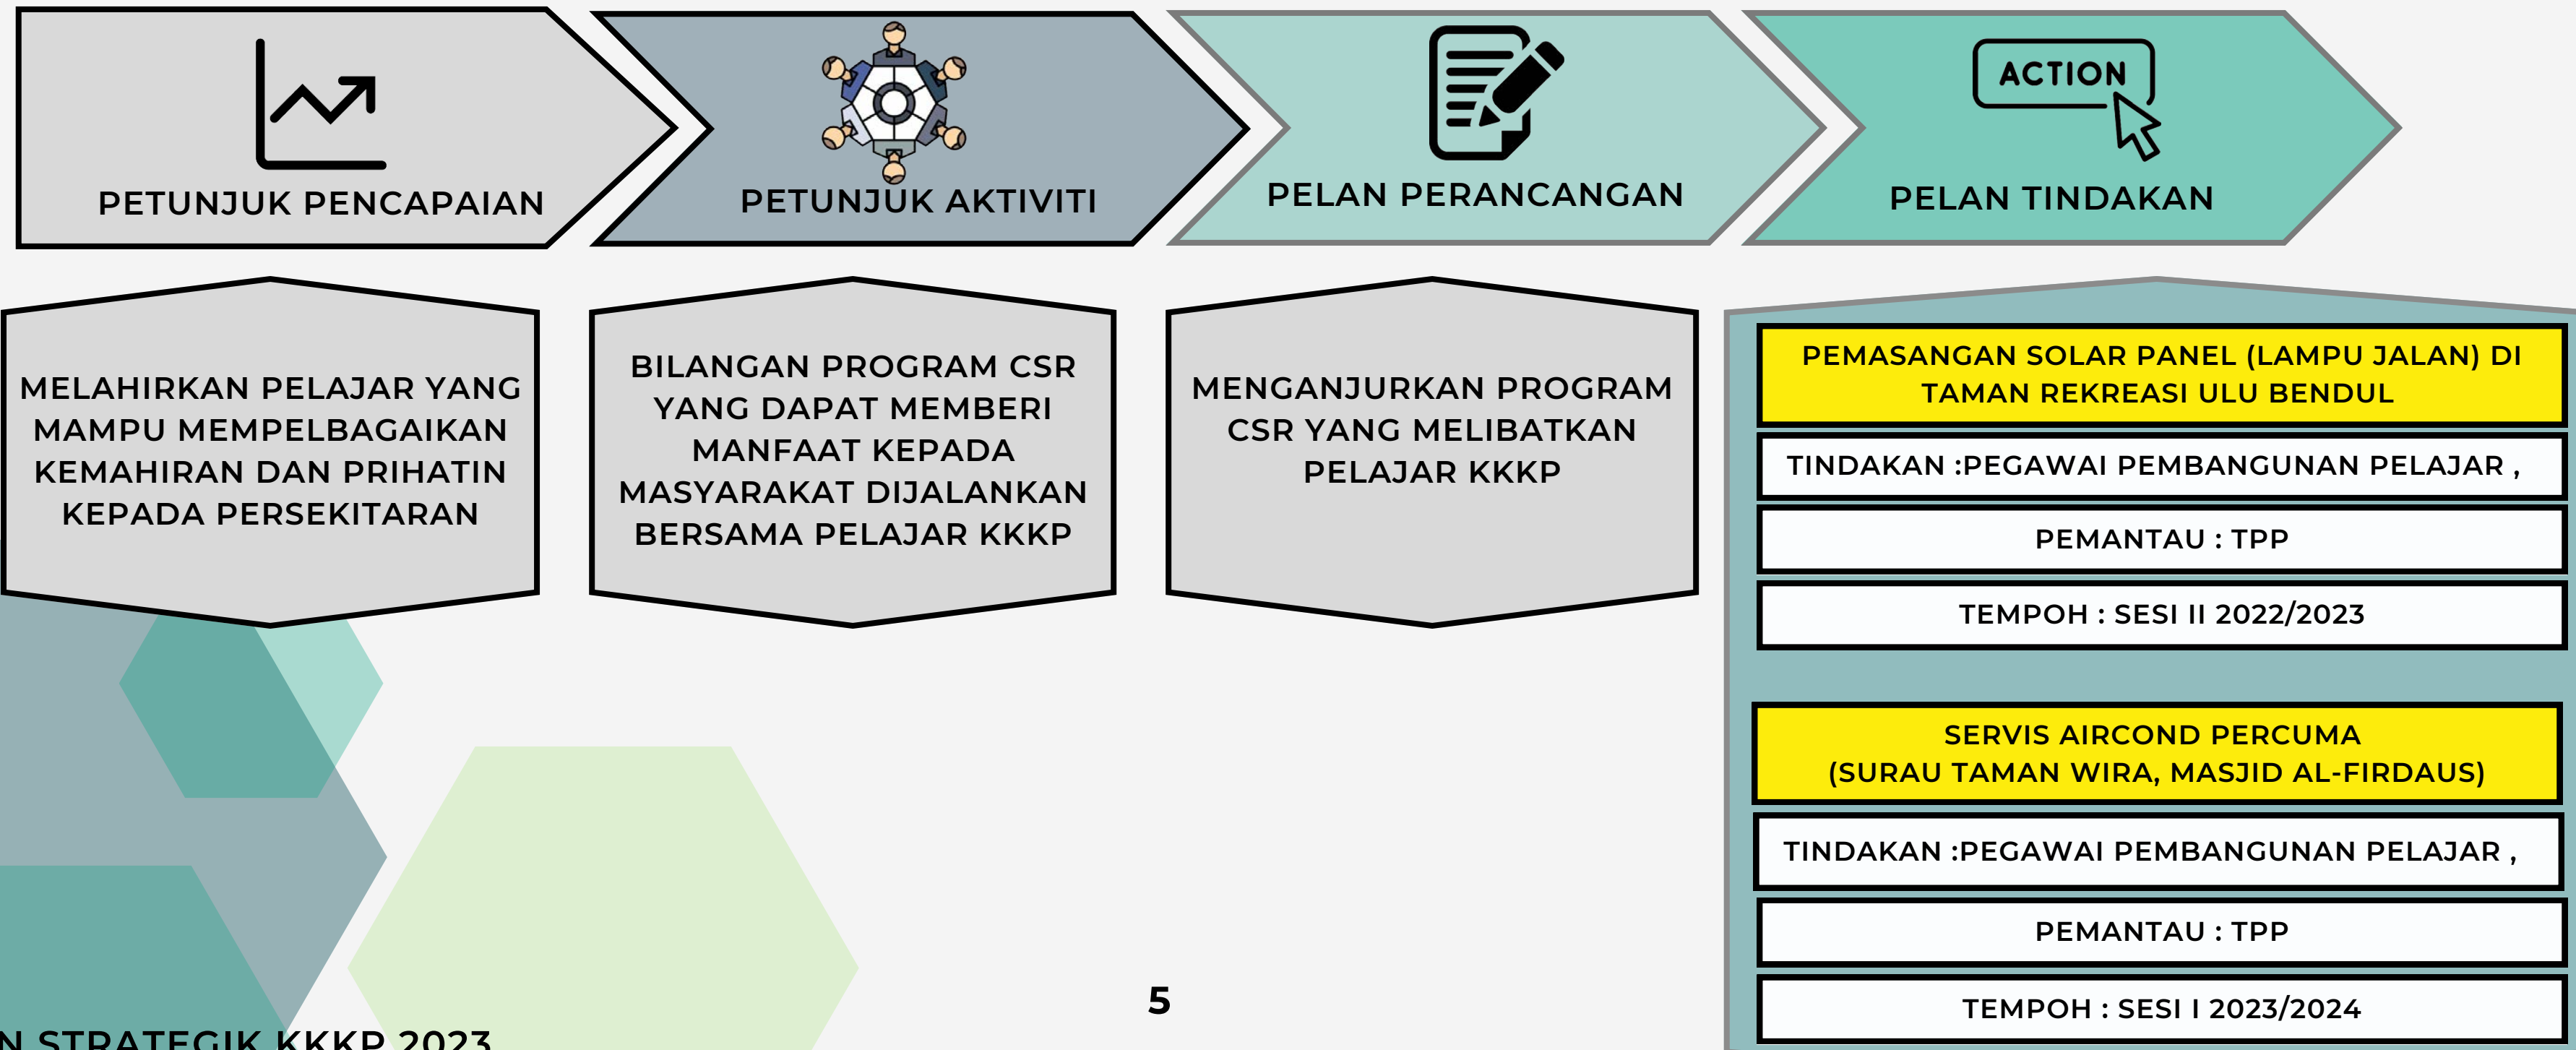 PETUNJUK PENCAPAIAN
PETUNJUK AKTIVITI
PELAN PERANCANGAN
ACTION
PELAN TINDAKAN
MELAHIRKAN PELAJAR YANG
MAMPU MEMPELBAGAIKAN
KEMAHIRAN DAN PRIHATIN
KEPADA PERSEKITARAN
BILANGAN PROGRAM CSR
YANG DAPAT MEMBERI
MANFAAT KEPADA
MASYARAKAT DIJALANKAN
BERSAMA PELAJAR KKKP
MENGANJURKAN PROGRAM
CSR YANG MELIBATKAN
PELAJAR KKKP
PEMASANGAN SOLAR PANEL (LAMPU JALAN) DI
TAMAN REKREASI ULU BENDUL
TINDAKAN :PEGAWAI PEMBANGUNAN PELAJAR ,
PEMANTAU : TPP
TEMPOH : SESI II 2022/2023
SERVIS AIRCOND PERCUMA
(SURAU TAMAN WIRA, MASJID AL-FIRDAUS)
TINDAKAN :PEGAWAI PEMBANGUNAN PELAJAR ,
PEMANTAU : TPP
TEMPOH : SESI I 2023/2024
5
N STRATEGIK KKKP 2023